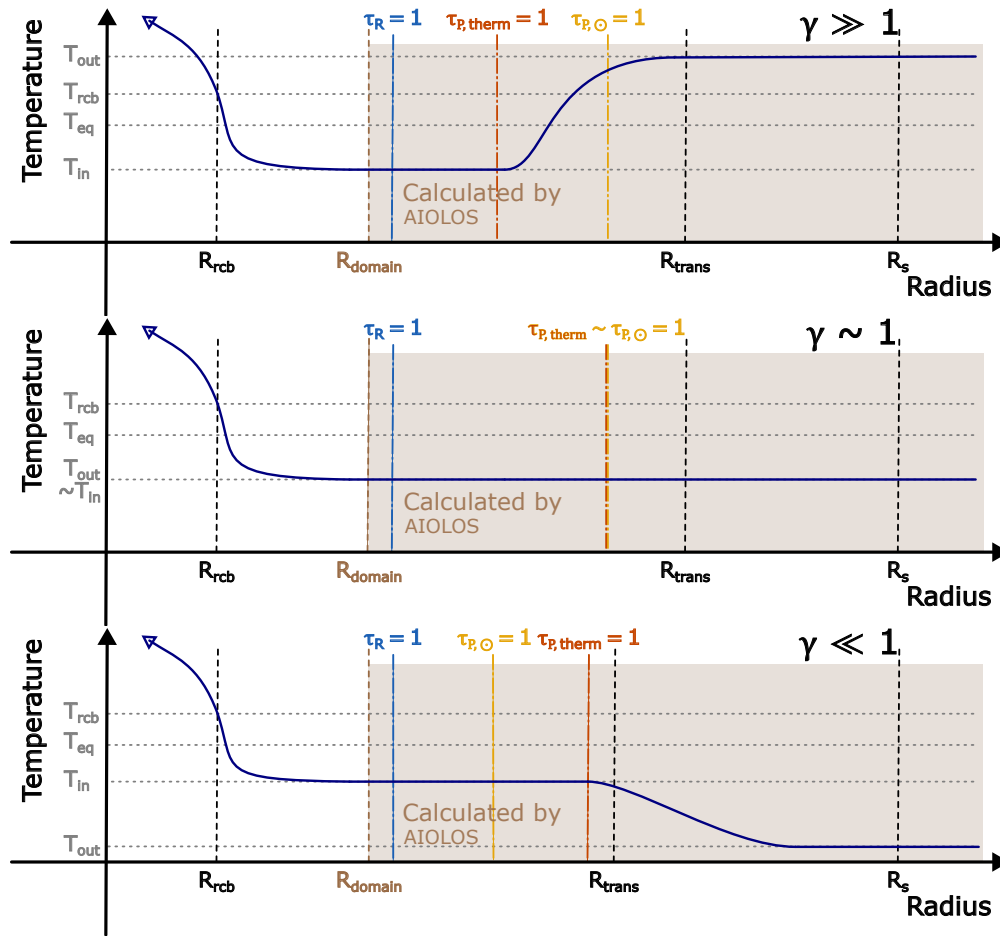 τR = 1 τP, therm = 1 τP,⊙ = 1 γ ≫ 1
Temperature
Tout
Trcb
Teq
Tin
Calculated by
AIOLOS
Rrcb Rdomain Rtrans Rs
Radius
τR = 1 τP, therm ~ τP,⊙ = 1 γ ~ 1
Temperature
Trcb
Teq
Tout
~Tin
Calculated by
AIOLOS
Rrcb Rdomain Rtrans Rs
Radius
τR = 1 τP,⊙ = 1 τP, therm = 1 γ ≪ 1
Temperature
Trcb
Teq
Tin
Calculated by
AIOLOS
Tout
Rrcb Rdomain Rtrans Rs
Radius